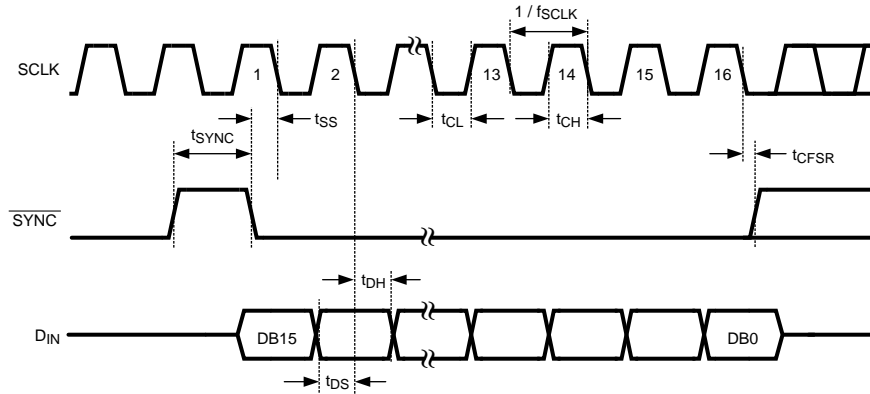 1 / fSCLK
SCLK 1 2 13 14 15 16
tSYNC tSS tCL tCH tCFSR
SYNC
tDH
DIN DB15 DB0
tDS